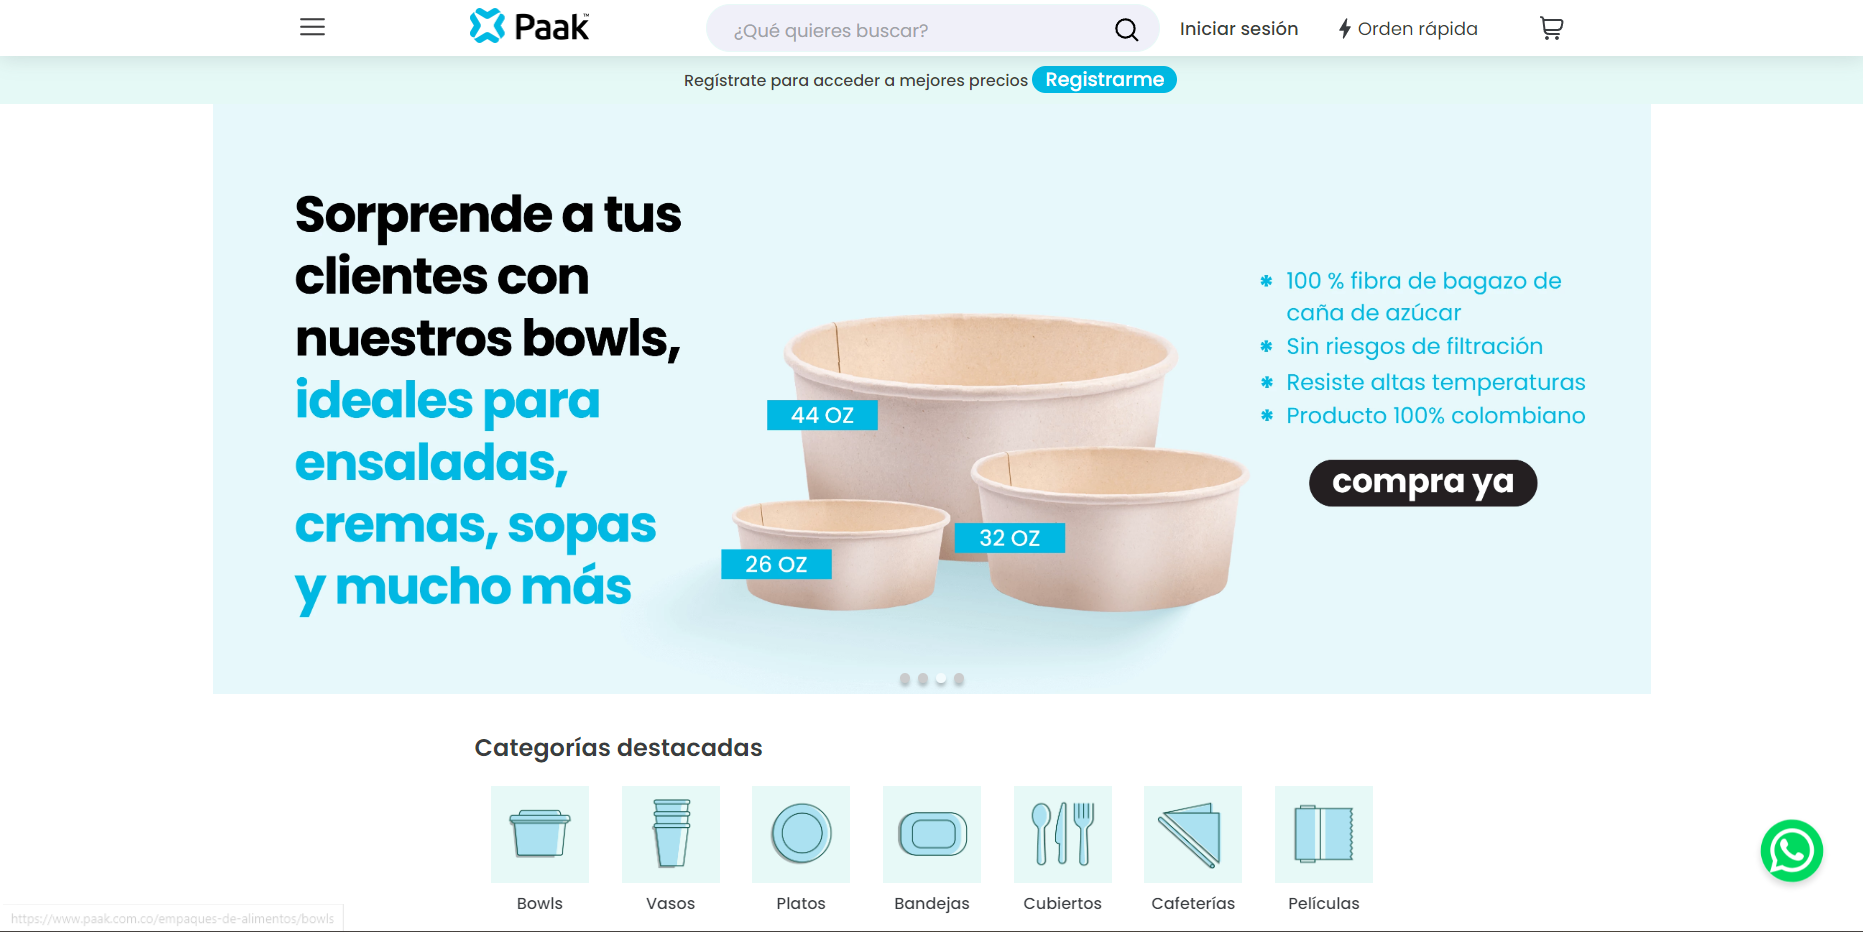 Paak™
¿Qué quieres buscar?
Iniciar sesión
Orden rápida
Regístrate para acceder a mejores precios Registrarme
Sorprende a tus
clientes con
nuestros bowls,
ideales para
ensaladas,
cremas, sopas
y mucho más
44 OZ
32 OZ
26 OZ
* 100 % fibra de bagazo de
caña de azúcar
* Sin riesgos de filtración
* Resiste altas temperaturas
* Producto 100% colombiano
compra ya
Categorías destacadas
Bowls
Vasos
Platos
Bandejas
Cubiertos
Cafeterías
Películas
https://www.paak.com.co/empaques-de-alimentos/bowls